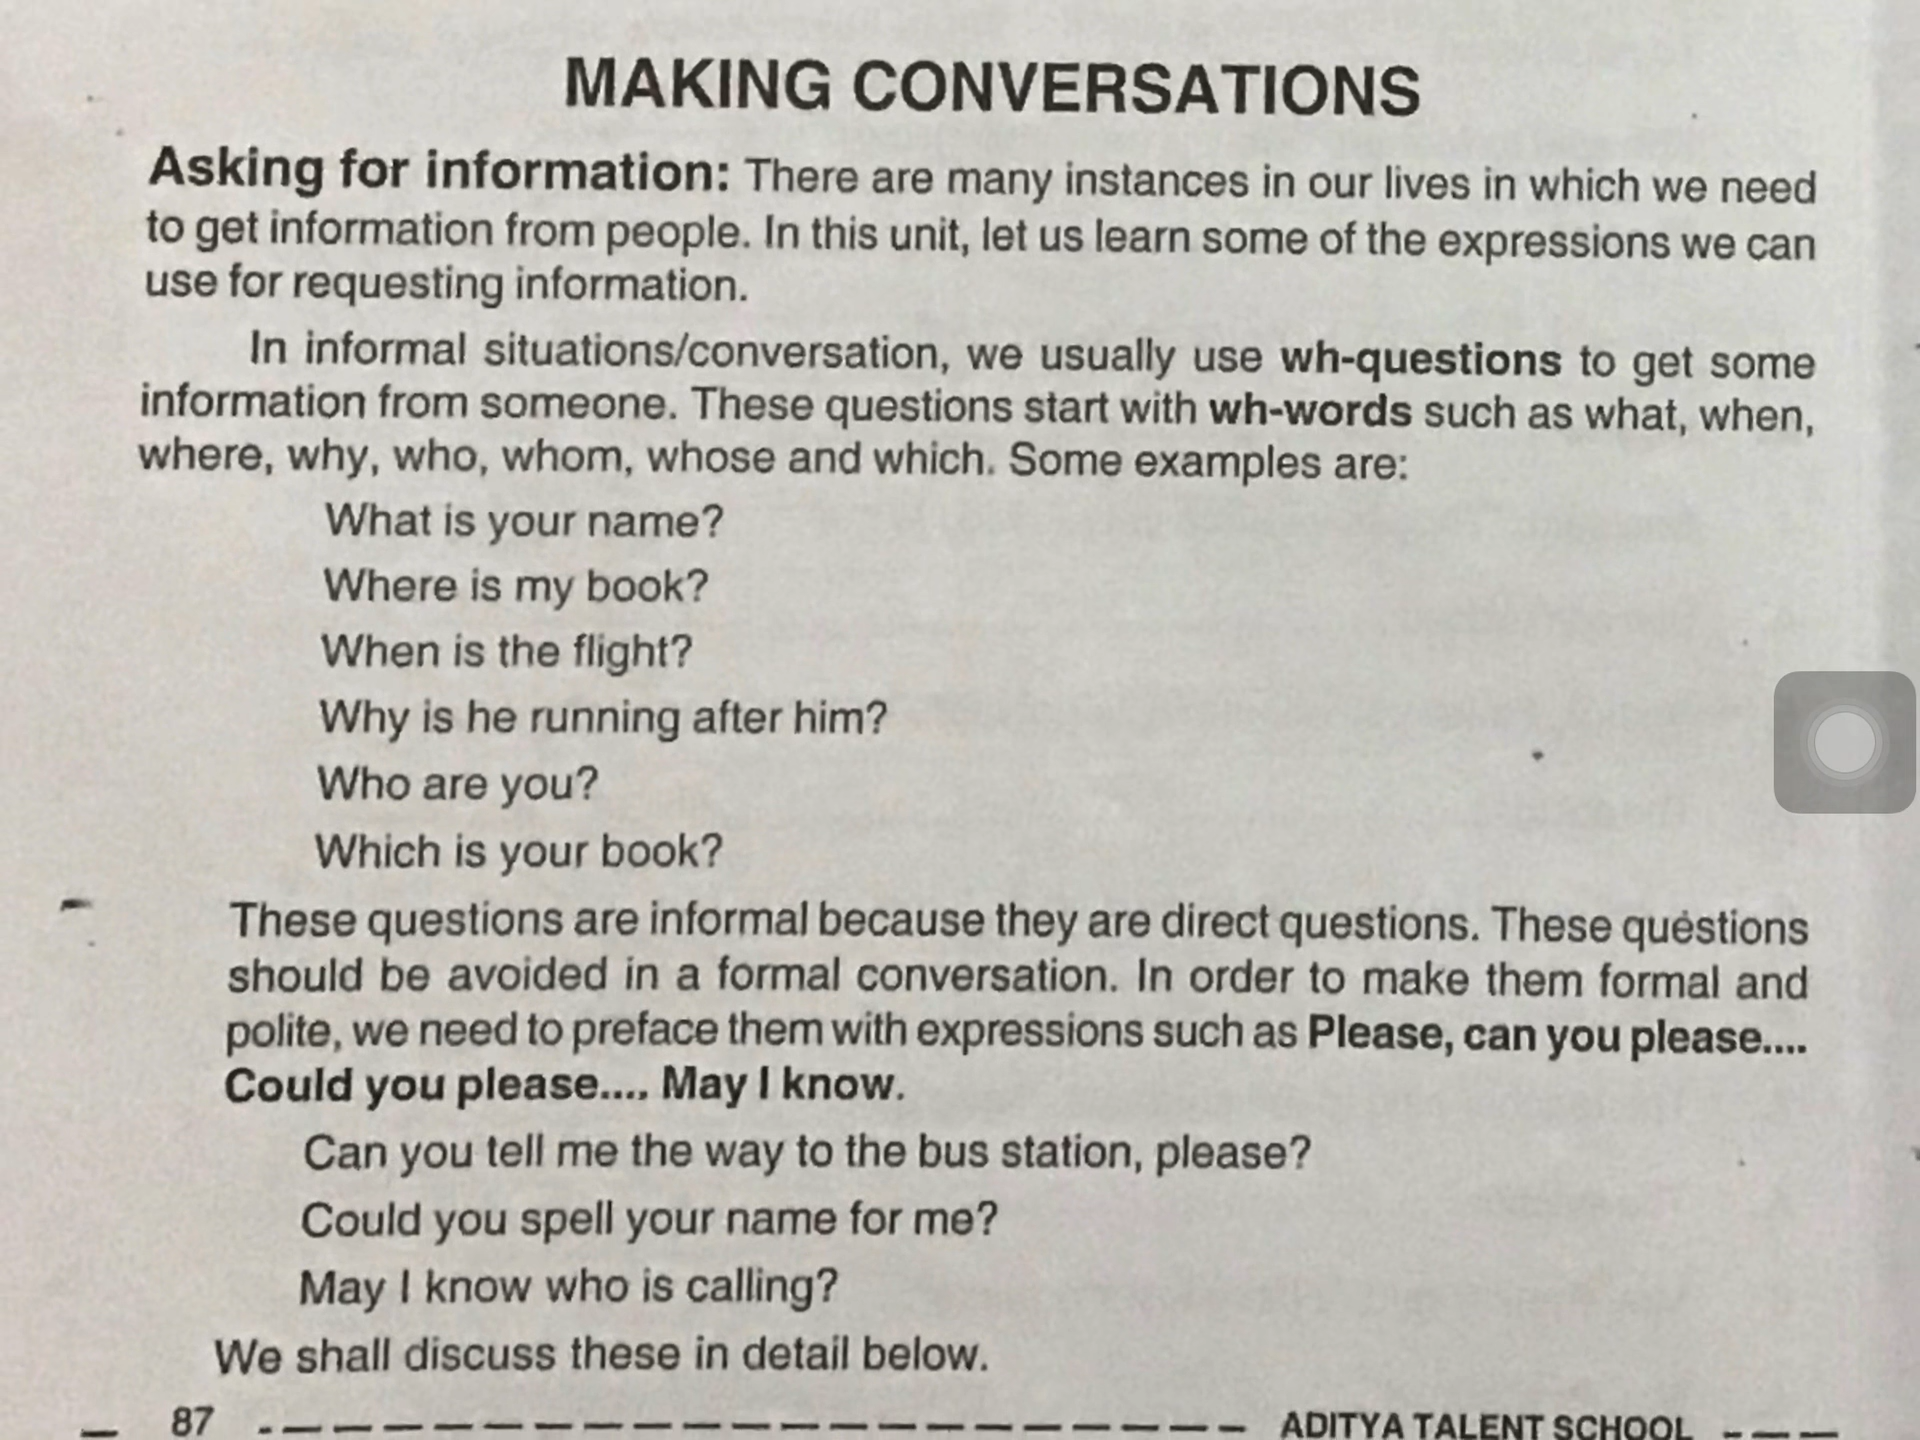 MAKING CONVERSATIONS
Asking for information: There are many instances in our lives in which we need
to get information from people. In this unit, let us learn some of the expressions we can
use for requesting information.
In informal situations/conversation, we usually use wh-questions to get some
information from someone. These questions start with wh-words such as what, when,
where, why, who, whom, whose and which. Some examples are:
What is your name?
Where is my book?
When is the flight?
Why is he running after him?
Who are you?
Which is your book?
These questions are informal because they are direct questions. These questions
should be avoided in a formal conversation. In order to make them formal and
polite, we need to preface them with expressions such as Please, can you please....
Could you please.... May I know.
Can you tell me the way to the bus station, please?
Could you spell your name for me?
May I know who is calling?
We shall discuss these in detail below.
87 ADITYA TALENT SCHOOL